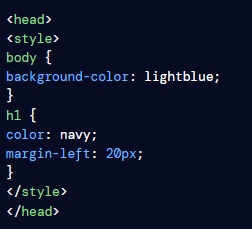 <head>
<style>
body {
background-color: lightblue;
}
h1 {
color: navy;
margin-left: 20px;
}
</style>
</head>